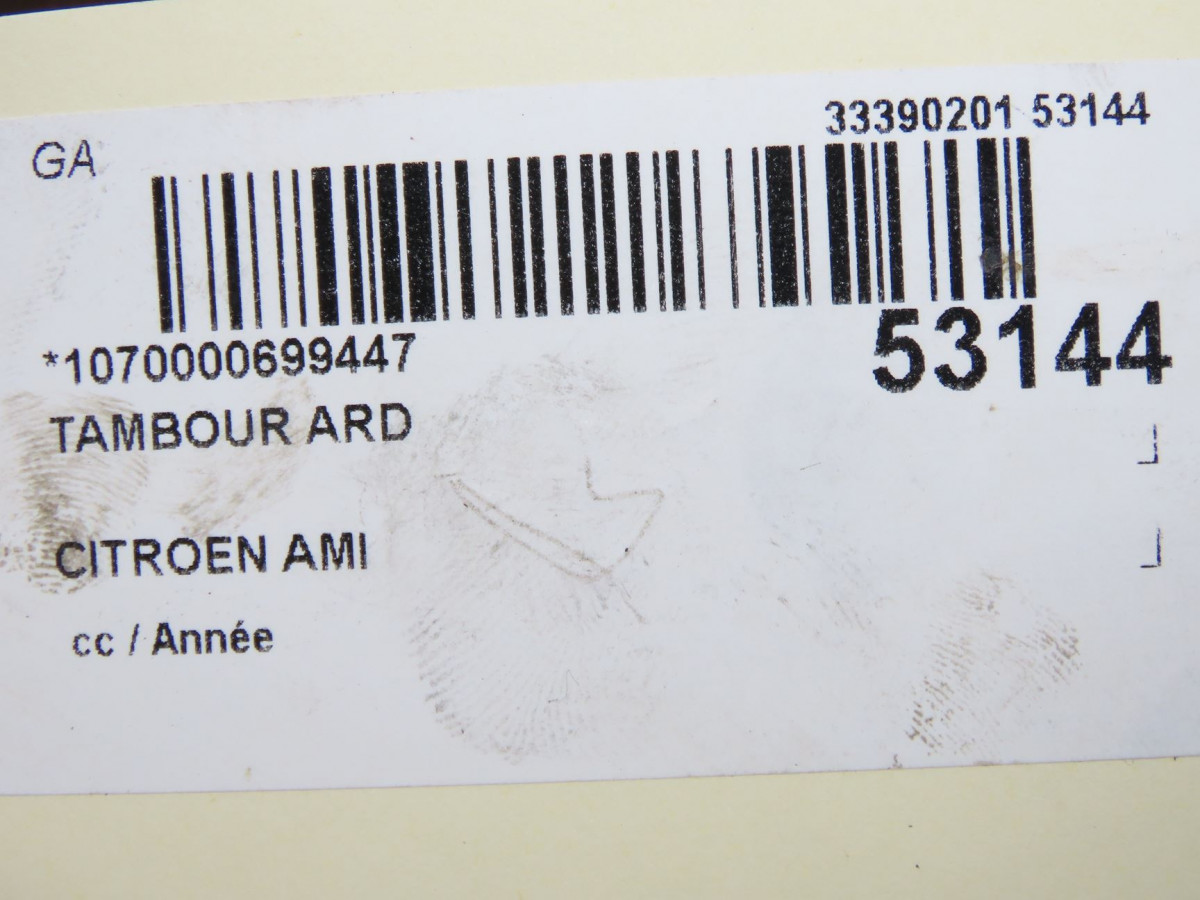 33390201 53144
GA
53144
*1070000699447
TAMBOUR ARD
CITROEN AMI
cc / Année